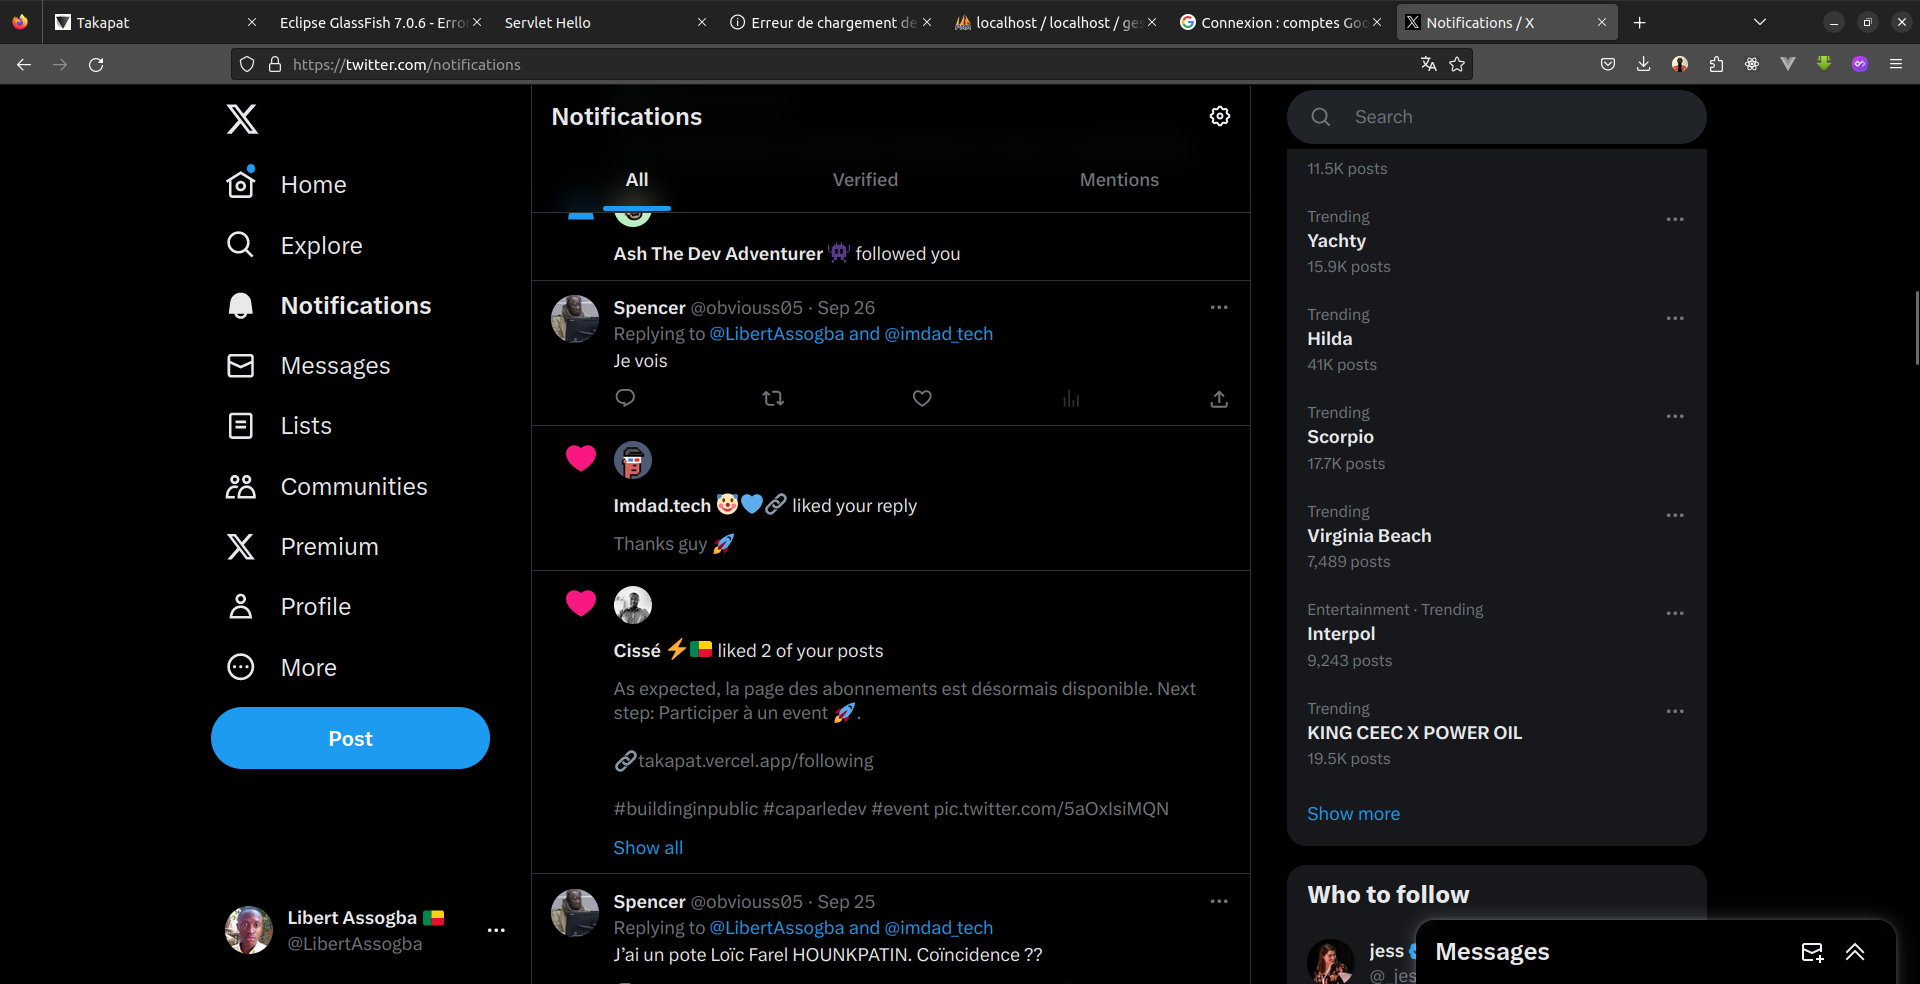 Takapat
Eclipse GlassFish 7.0.6 - Erro
Servlet Hello
Erreur de chargement de
localhost / localhost / ges
Connexion : comptes Goo
Notifications / X
https://twitter.com/notifications
Home
Explore
Notifications
Messages
Lists
Communities
Premium
Profile
More
Post
Libert Assogba
@LibertAssogba
Notifications
All
Verified
Mentions
Ash The Dev Adventurer 👾 followed you
Spencer @obviouss05 · Sep 26
Replying to @LibertAssogba and @imdad_tech
Je vois
Imdad.tech 🤡💙🔗 liked your reply
Thanks guy 🚀
Cissé ⚡🇧🇯 liked 2 of your posts
As expected, la page des abonnements est désormais disponible. Next
step: Participer à un event 🚀.
🔗takapat.vercel.app/following
#buildinginpublic #caparledev #event pic.twitter.com/5aOxIsiMQN
Show all
Spencer @obviouss05 · Sep 25
Replying to @LibertAssogba and @imdad_tech
J'ai un pote Loïc Farel HOUNKPATIN. Coïncidence ??
Search
11.5K posts
Trending
Yachty
15.9K posts
Trending
Hilda
41K posts
Trending
Scorpio
17.7K posts
Trending
Virginia Beach
7,489 posts
Entertainment · Trending
Interpol
9,243 posts
Trending
KING CEEC X POWER OIL
19.5K posts
Show more
Who to follow
jess
@_jes
Messages